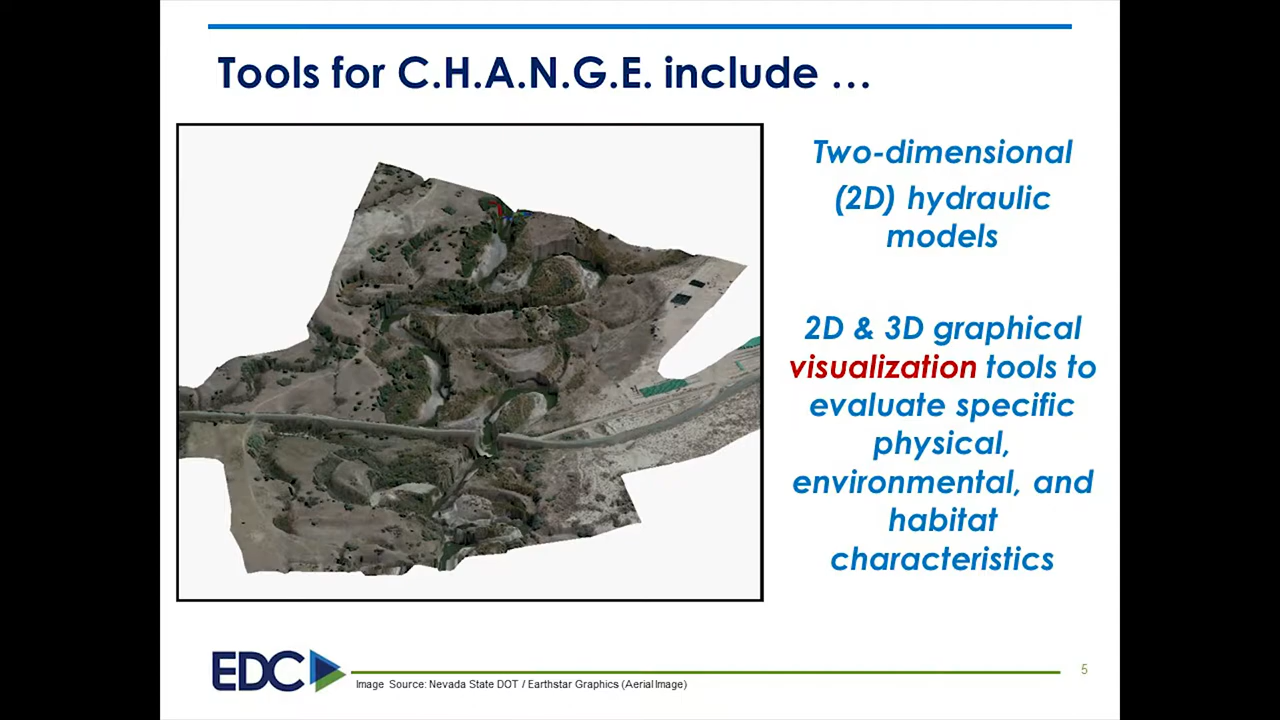 Tools for C.H.A.N.G.E. include …
Two-dimensional
(2D) hydraulic
models
2D & 3D graphical
visualization tools to
evaluate specific
physical,
environmental, and
habitat
characteristics
EDC
Image Source: Nevada State DOT / Earthstar Graphics (Aerial Image)
5